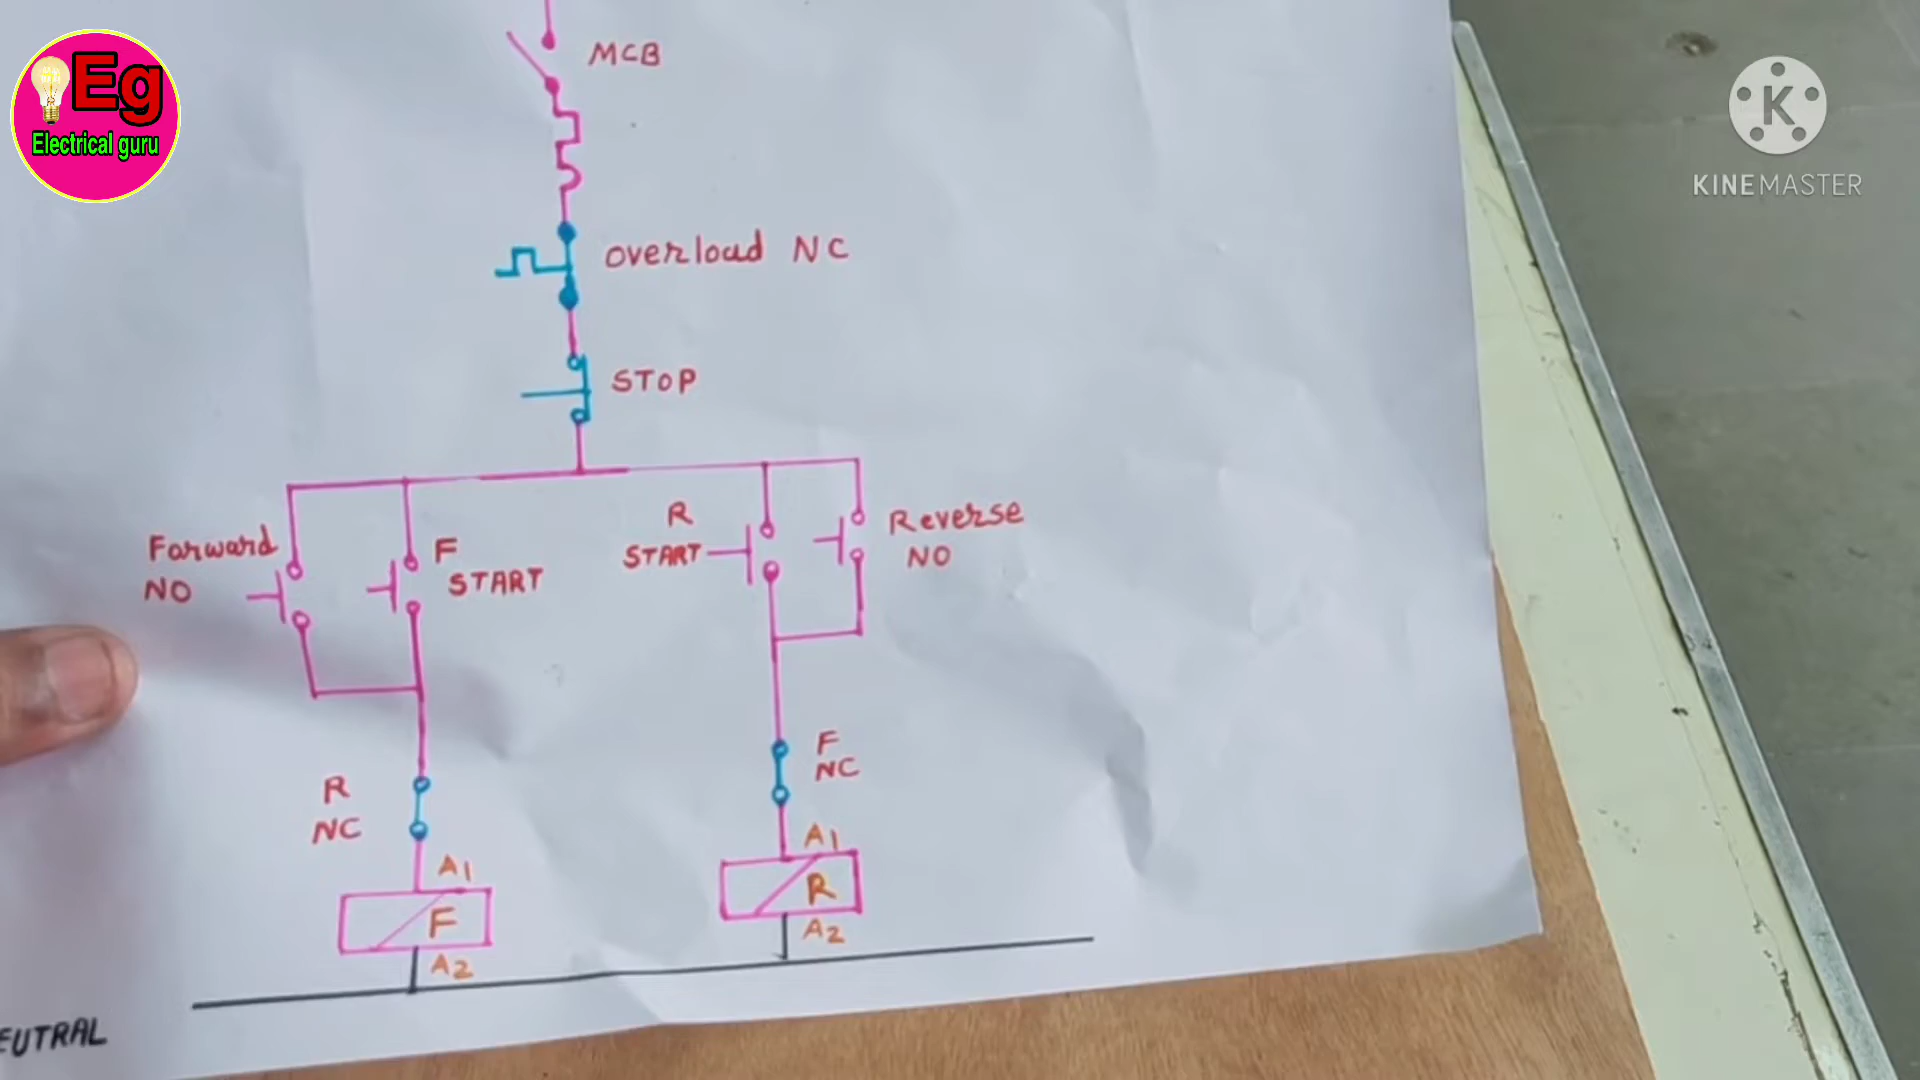 Eg
Electrical guru
KINEMASTER
MCB
overload NC
STOP
Forward
NO
F
START
R
START
Reverse
NO
R
NC
F
NC
A1
F
A2
A1
R
A2
EUTRAL